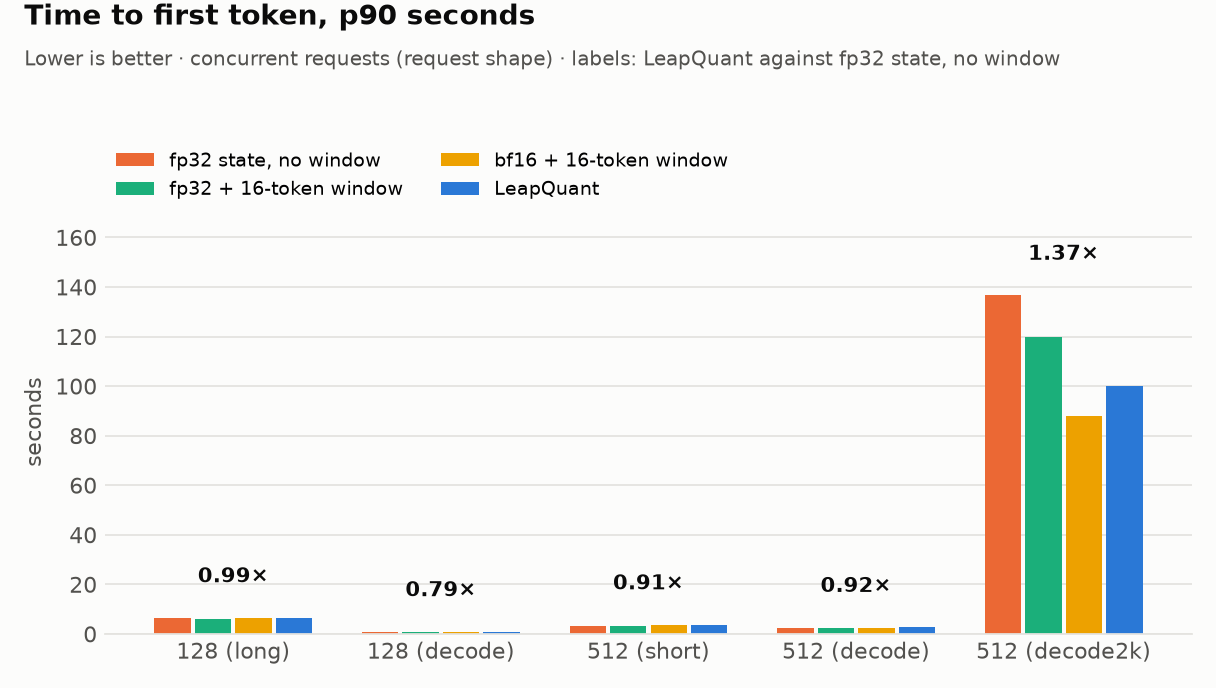 Time to first token, p90 seconds
Lower is better · concurrent requests (request shape) · labels: LeapQuant against fp32 state, no window
fp32 state, no window
bf16 + 16-token window
fp32 + 16-token window
LeapQuant
160
140
120
100
80
60
40
20
0
seconds
0.99×
0.79×
0.91×
0.92×
1.37×
128 (long)
128 (decode)
512 (short)
512 (decode)
512 (decode2k)